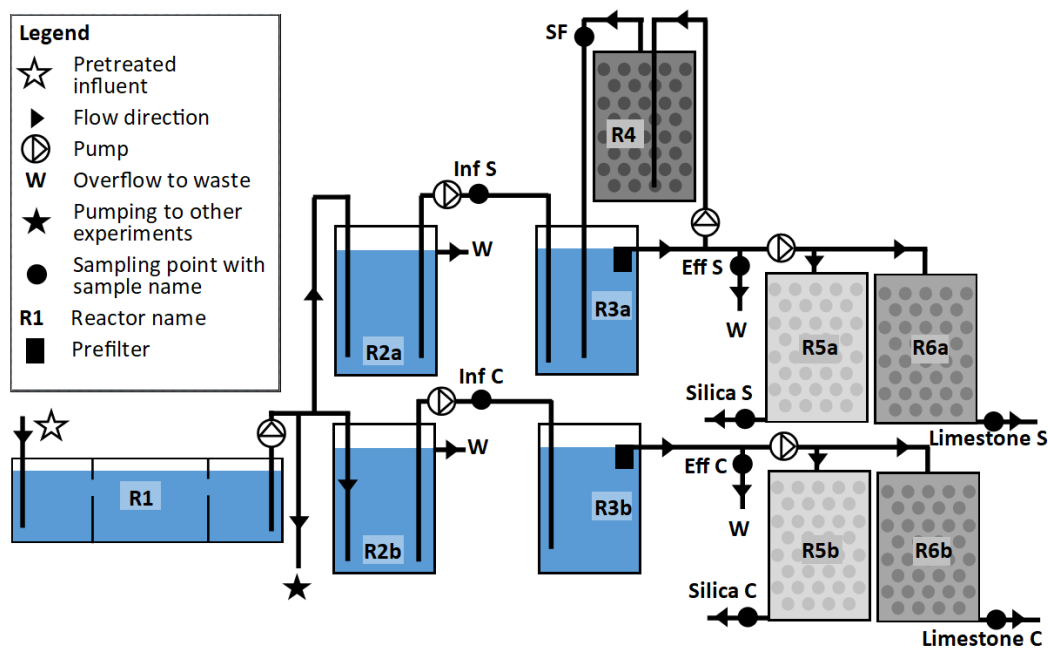 Legend
Pretreated
influent
Flow direction
Pump
W
Overflow to waste
Pumping to other
experiments
Sampling point with
sample name
R1
Reactor name
Prefilter
SF
R4
Inf S
W
R2a
R3a
Eff S
W
R5a
R6a
Silica S
Limestone S
Inf C
W
R1
R2b
R3b
Eff C
W
R5b
R6b
Silica C
Limestone C